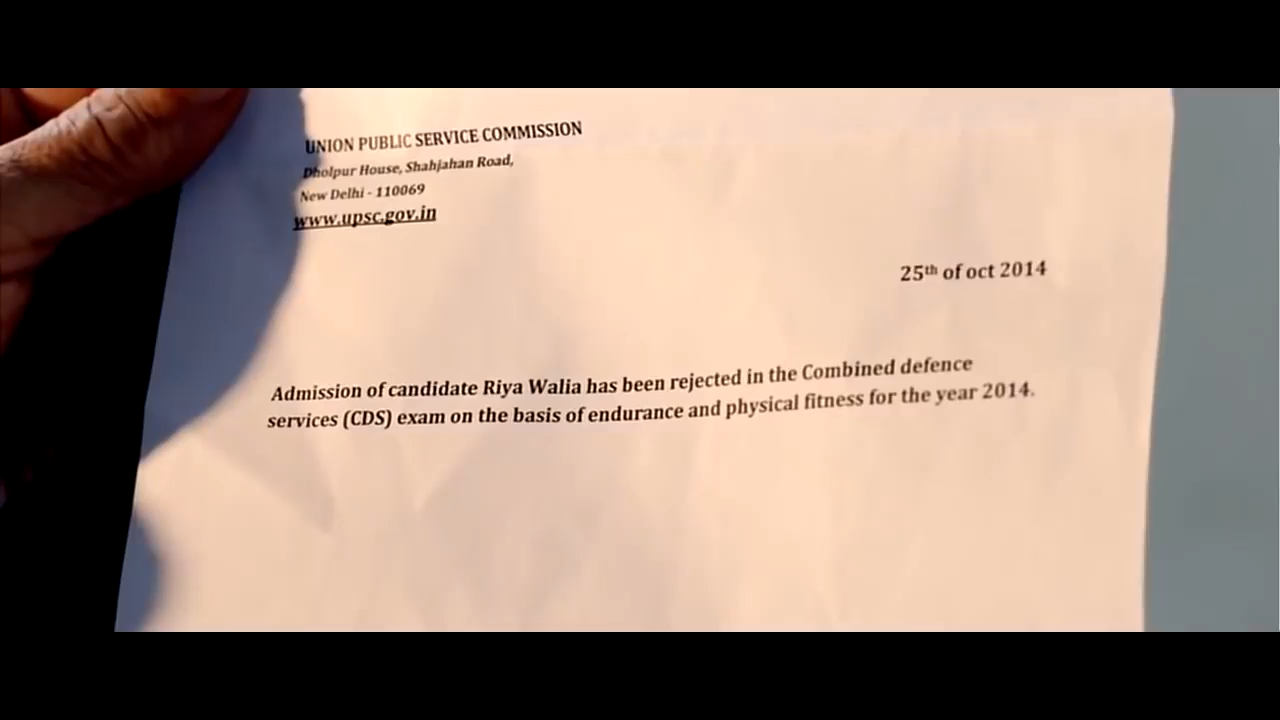 UNION PUBLIC SERVICE COMMISSION
Dholpur House, Shahjahan Road,
New Delhi - 110069
www.upsc.gov.in
25th of oct 2014
Admission of candidate Riya Walia has been rejected in the Combined defence
services (CDS) exam on the basis of endurance and physical fitness for the year 2014.